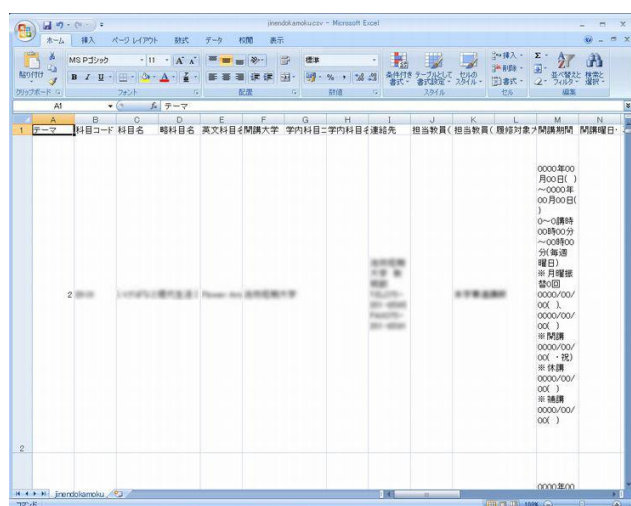 jinendokamoku.csv - Microsoft Excel
ホーム 挿入 ページ レイアウト 数式 データ 校閲 表示
貼り付け
MS Pゴシック 11
標準
条件付き書式 テーブルとして書式設定 セルのスタイル
挿入
削除
書式
並べ替えとフィルタ 検索と選択
クリップボード フォント 配置 数値 スタイル セル 編集
A1 fx テーマ
A B C D E F G H I J K L M N
1 テーマ 科目コード 科目名 略科目名 英文科目名 開講大学 学内科目コ 学内科目名 連絡先 担当教員( 担当教員( 履修対象 開講期間 開講曜日・
0000年00
月00日( )
~0000年
00月00日(
)
0~0講時
00時00分
~00時00
分(毎週
曜日)
※月曜振
替0回
0000/00/
00( )、
0000/00/
00( )
※開講
0000/00/
00( ・祝)
※休講
0000/00/
00( )
※補講
0000/00/
00( )
2
2
0000年00
jinendokamoku
コマンド
100%